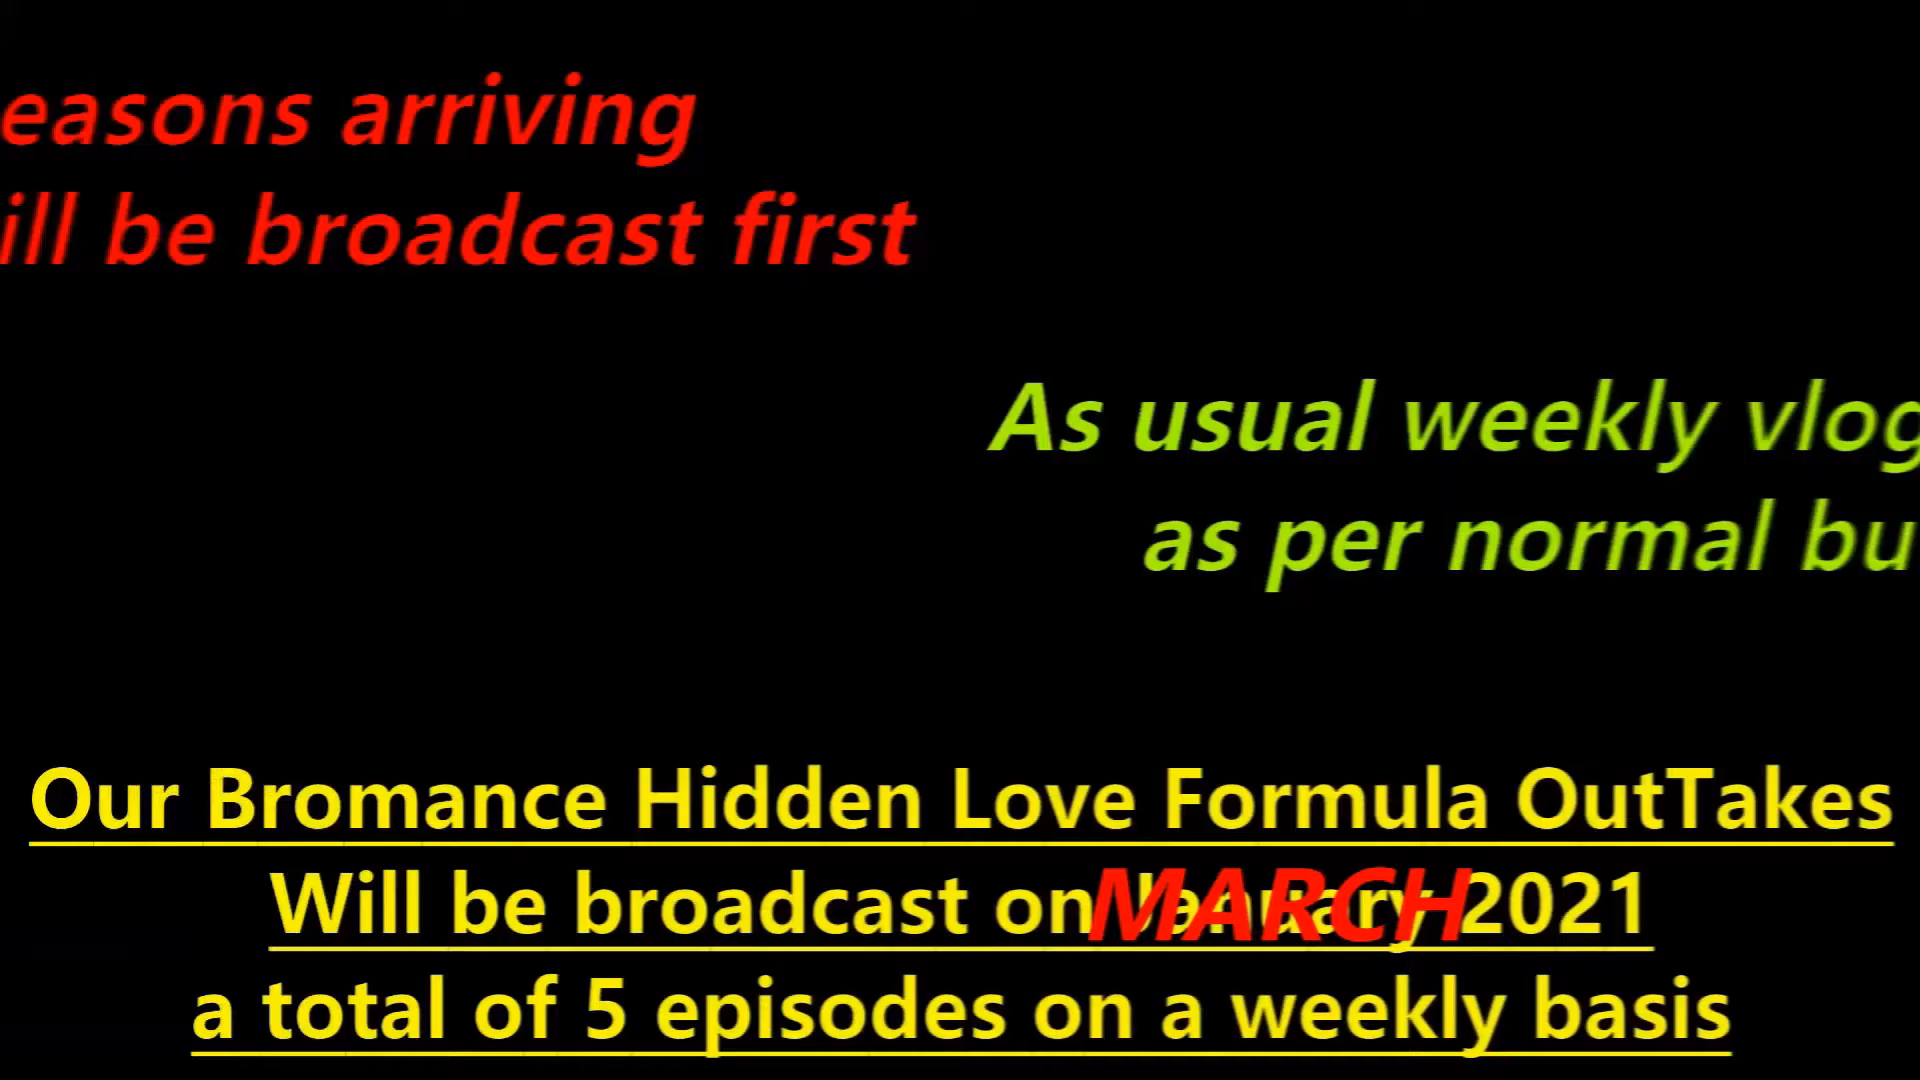 easons arriving
ill be broadcast first
As usual weekly vlog
as per normal bu
Our Bromance Hidden Love Formula OutTakes
Will be broadcast on January 2021
MARCH
a total of 5 episodes on a weekly basis